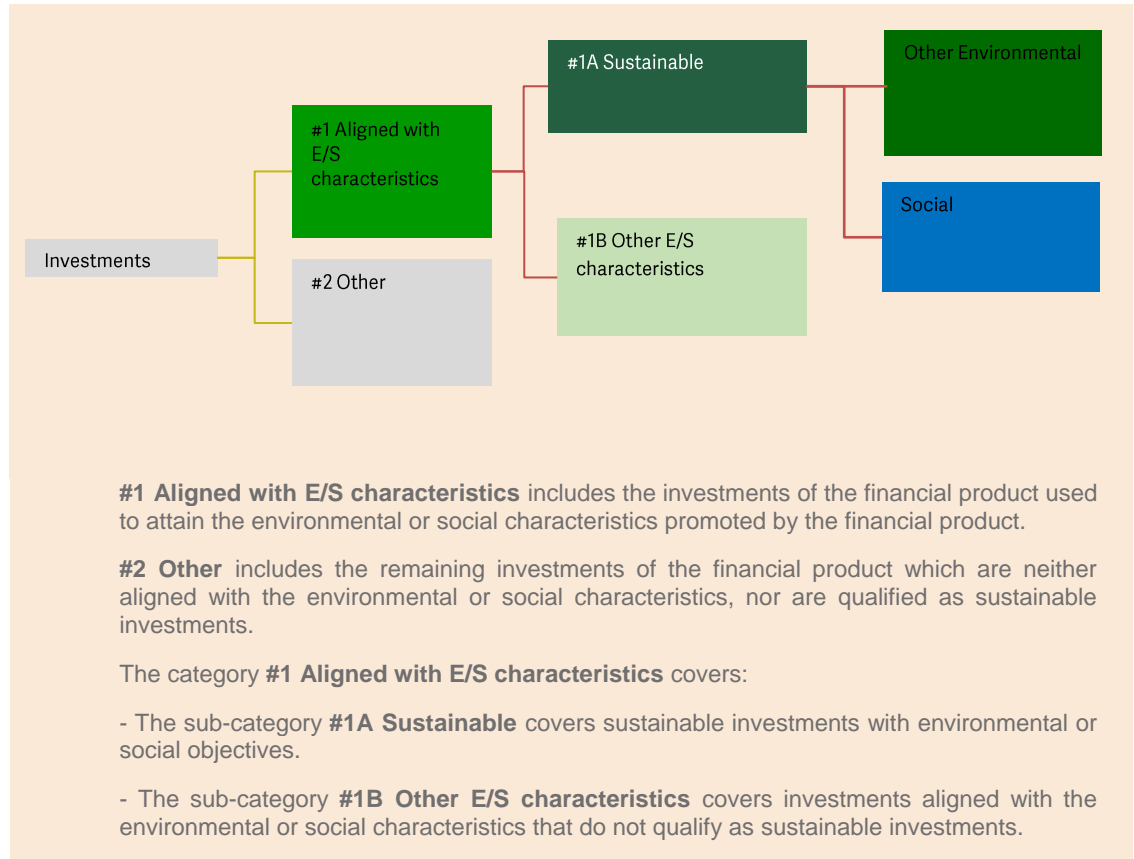 #1A Sustainable
Other Environmental
#1 Aligned with
E/S
characteristics
Social
#1B Other E/S
characteristics
Investments
#2 Other
#1 Aligned with E/S characteristics includes the investments of the financial product used
to attain the environmental or social characteristics promoted by the financial product.
#2 Other includes the remaining investments of the financial product which are neither
aligned with the environmental or social characteristics, nor are qualified as sustainable
investments.
The category #1 Aligned with E/S characteristics covers:
- The sub-category #1A Sustainable covers sustainable investments with environmental or
social objectives.
- The sub-category #1B Other E/S characteristics covers investments aligned with the
environmental or social characteristics that do not qualify as sustainable investments.